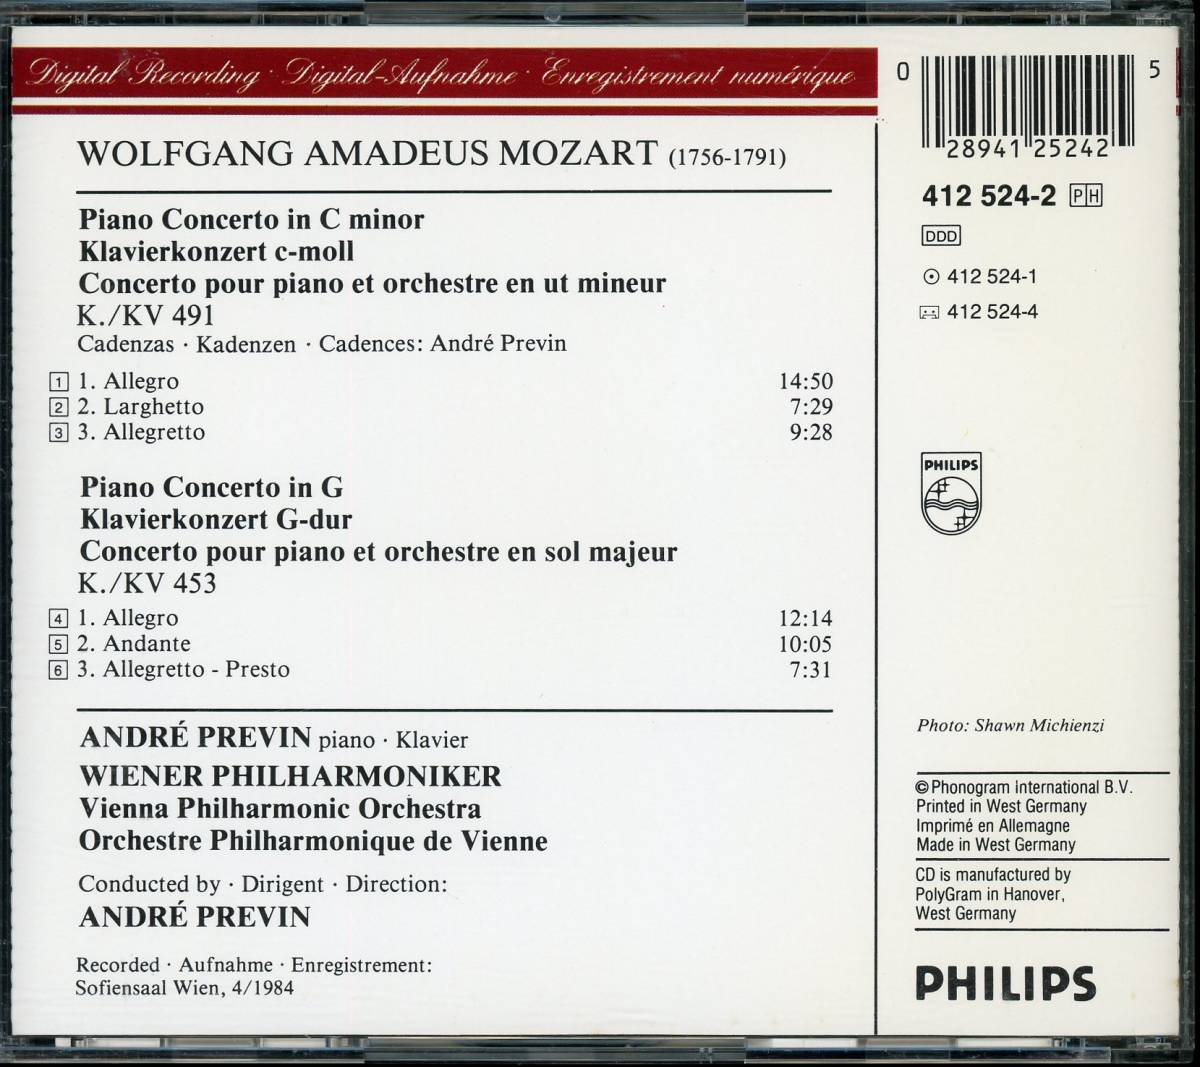 Digital Recording · Digital-Aufnahme · Enregistrement numérique
WOLFGANG AMADEUS MOZART (1756-1791)
Piano Concerto in C minor
Klavierkonzert c-moll
Concerto pour piano et orchestre en ut mineur
K./KV 491
Cadenzas · Kadenzen · Cadences: André Previn
1 1. Allegro 14:50
2 2. Larghetto 7:29
3 3. Allegretto 9:28
Piano Concerto in G
Klavierkonzert G-dur
Concerto pour piano et orchestre en sol majeur
K./KV 453
4 1. Allegro 12:14
5 2. Andante 10:05
6 3. Allegretto - Presto 7:31
ANDRÉ PREVIN piano · Klavier
WIENER PHILHARMONIKER
Vienna Philharmonic Orchestra
Orchestre Philharmonique de Vienne
Conducted by · Dirigent · Direction:
ANDRÉ PREVIN
Recorded · Aufnahme · Enregistrement:
Sofiensaal Wien, 4/1984
0 28941 25242 5
412 524-2 PH
DDD
412 524-1
412 524-4
PHILIPS
Photo: Shawn Michienzi
© Phonogram International B.V.
Printed in West Germany
Imprimé en Allemagne
Made in West Germany
CD is manufactured by
PolyGram in Hanover,
West Germany
PHILIPS